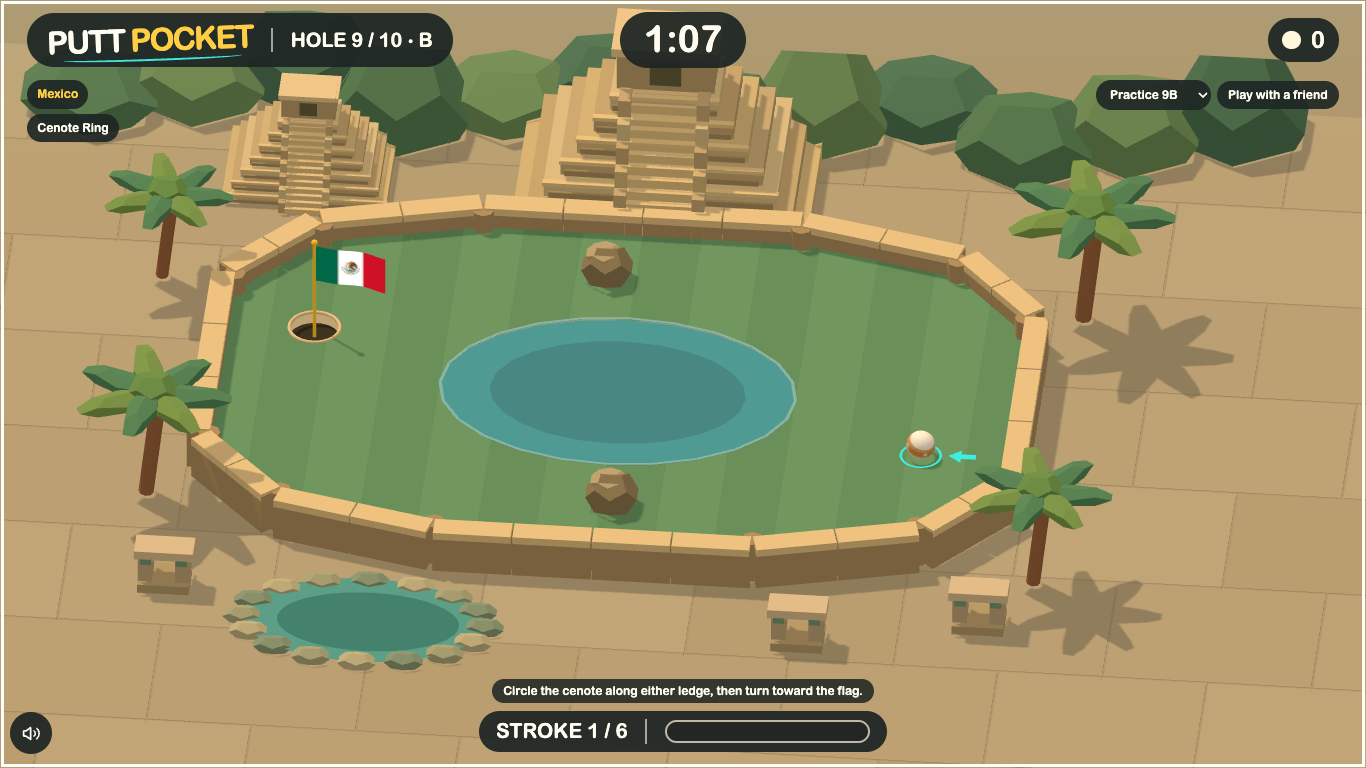 PUTT POCKET
HOLE 9 / 10 · B
1:07
0
Mexico
Cenote Ring
Practice 9B
Play with a friend
Circle the cenote along either ledge, then turn toward the flag.
STROKE 1 / 6